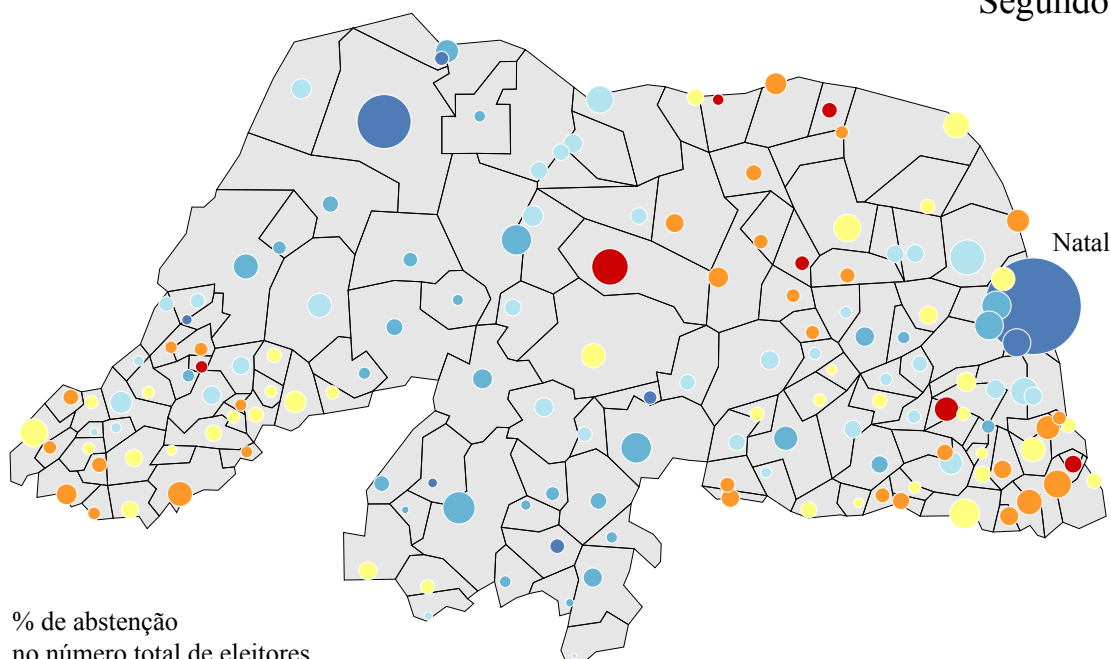 Segundo
Natal
% de abstenção
no número total de eleitores